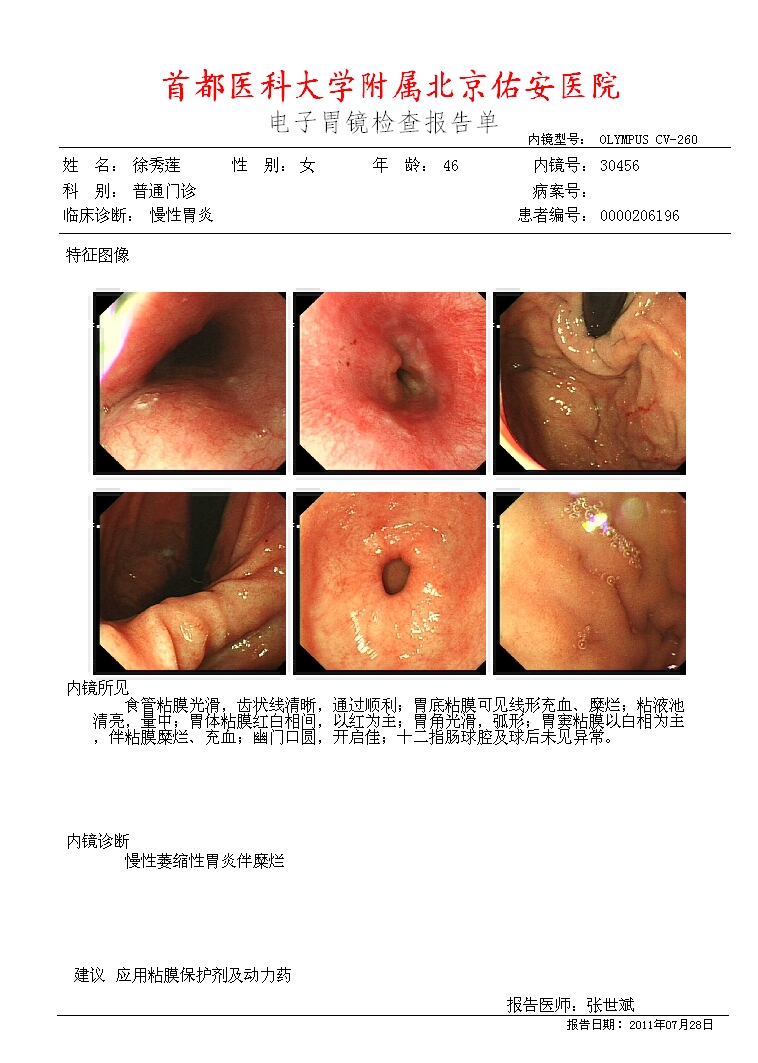 首都医科大学附属北京佑安医院
电子胃镜检查报告单
内镜型号： OLYMPUS CV-260
姓 名： 徐秀莲 性 别：女 年 龄： 46 内镜号：30456
科 别： 普通门诊 病案号：
临床诊断： 慢性胃炎 患者编号：0000206196
特征图像
内镜所见
食管粘膜光滑，齿状线清晰，通过顺利；胃底粘膜可见线形充血、糜烂；粘液池
清亮，量中；胃体粘膜红白相间，以红为主；胃角光滑，弧形；胃窦粘膜以白相为主
，伴粘膜糜烂、充血；幽门口圆，开启佳；十二指肠球腔及球后未见异常。
内镜诊断
慢性萎缩性胃炎伴糜烂
建议 应用粘膜保护剂及动力药
报告医师：张世斌
报告日期：2011年07月28日